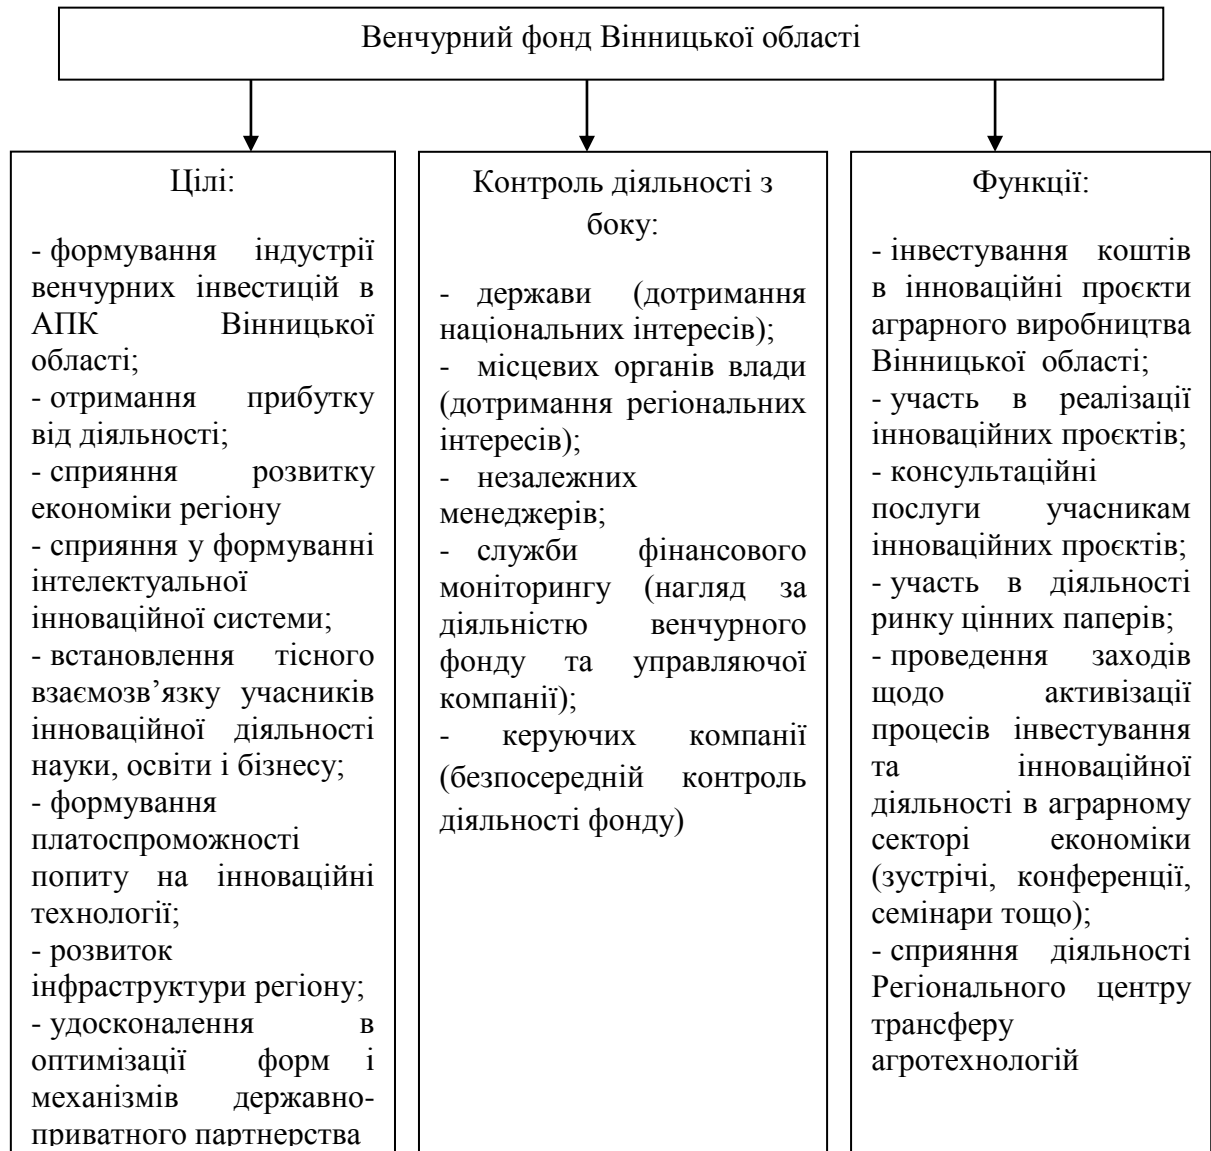 Венчурний фонд Вінницької області
Цілі:
- формування індустрії
венчурних інвестицій в
АПК Вінницької
області;
- отримання прибутку
від діяльності;
- сприяння розвитку
економіки регіону
- сприяння у формуванні
інтелектуальної
інноваційної системи;
- встановлення тісного
взаємозв’язку учасників
інноваційної діяльності
науки, освіти і бізнесу;
- формування
платоспроможності
попиту на інноваційні
технології;
- розвиток
інфраструктури регіону;
- удосконалення в
оптимізації форм і
механізмів державно-
приватного партнерства
Контроль діяльності з
боку:
- держави (дотримання
національних інтересів);
- місцевих органів влади
(дотримання регіональних
інтересів);
- незалежних
менеджерів;
- служби фінансового
моніторингу (нагляд за
діяльністю венчурного
фонду та управляючої
компанії);
- керуючих компанії
(безпосередній контроль
діяльності фонду)
Функції:
- інвестування коштів
в інноваційні проєкти
аграрного виробництва
Вінницької області;
- участь в реалізації
інноваційних проєктів;
- консультаційні
послуги учасникам
інноваційних проєктів;
- участь в діяльності
ринку цінних паперів;
- проведення заходів
щодо активізації
процесів інвестування
та інноваційної
діяльності в аграрному
секторі економіки
(зустрічі, конференції,
семінари тощо);
- сприяння діяльності
Регіонального центру
трансферу
агротехнологій